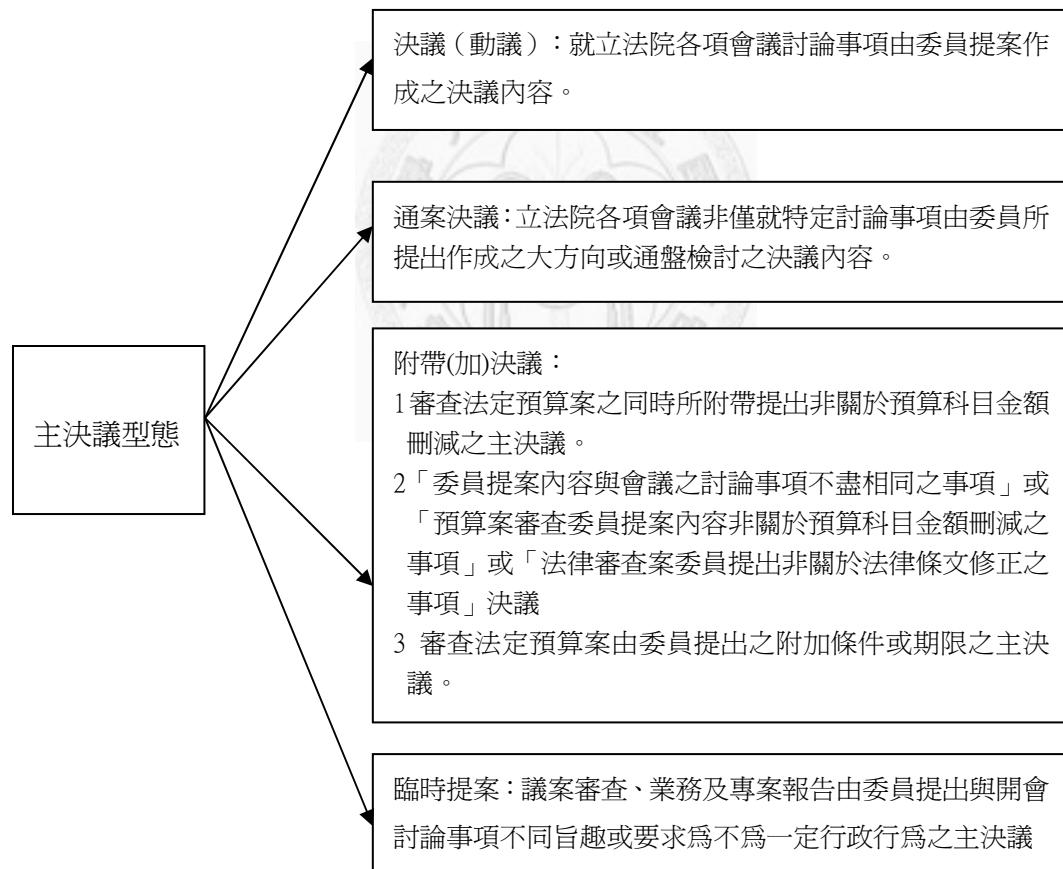 決議（動議）：就立法院各項會議討論事項由委員提案作
成之決議內容。
通案決議：立法院各項會議非僅就特定討論事項由委員所
提出作成之大方向或通盤檢討之決議內容。
主決議型態
附帶(加)決議：
1審查法定預算案之同時所附帶提出非關於預算科目金額
刪減之主決議。
2「委員提案內容與會議之討論事項不盡相同之事項」或
「預算案審查委員提案內容非關於預算科目金額刪減之
事項」或「法律審查案委員提出非關於法律條文修正之
事項」決議
3 審查法定預算案由委員提出之附加條件或期限之主決
議。
臨時提案：議案審查、業務及專案報告由委員提出與開會
討論事項不同旨趣或要求為不為一定行政行為之主決議